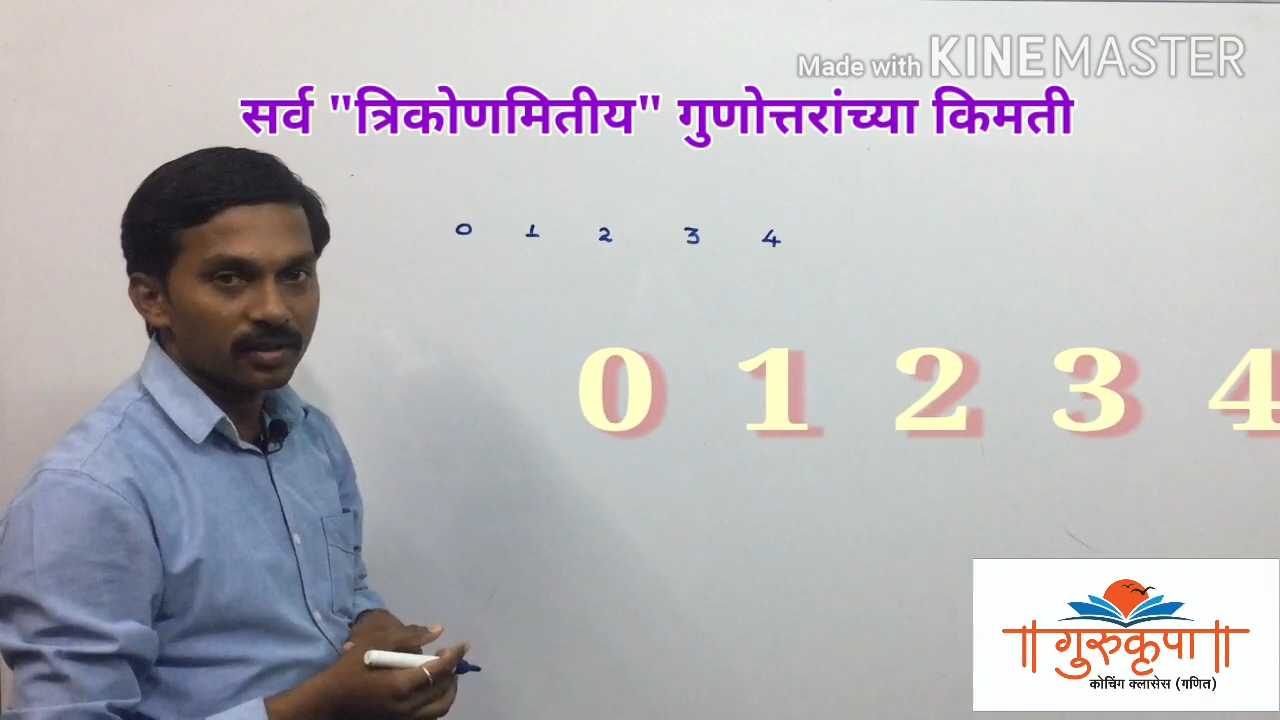 Made with KINEMASTER
सर्व "त्रिकोणमितीय" गुणोत्तरांच्या किमती
0 1 2 3 4
0 1 2 3 4
|| गुरुकृपा ||
कोचिंग क्लासेस (गणित)